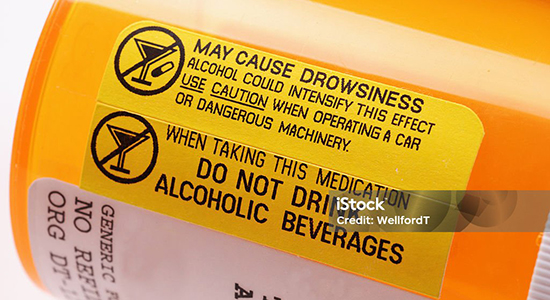 MAY CAUSE DROWSINESS
ALCOHOL COULD INTENSIFY THIS EFFECT
USE CAUTION WHEN OPERATING A CAR
OR DANGEROUS MACHINERY.
WHEN TAKING THIS MEDICATION
DO NOT
ALCOHOLIC BEVERAGES
iStock
Credit: WellfordT
GENERIC
NO
ORG